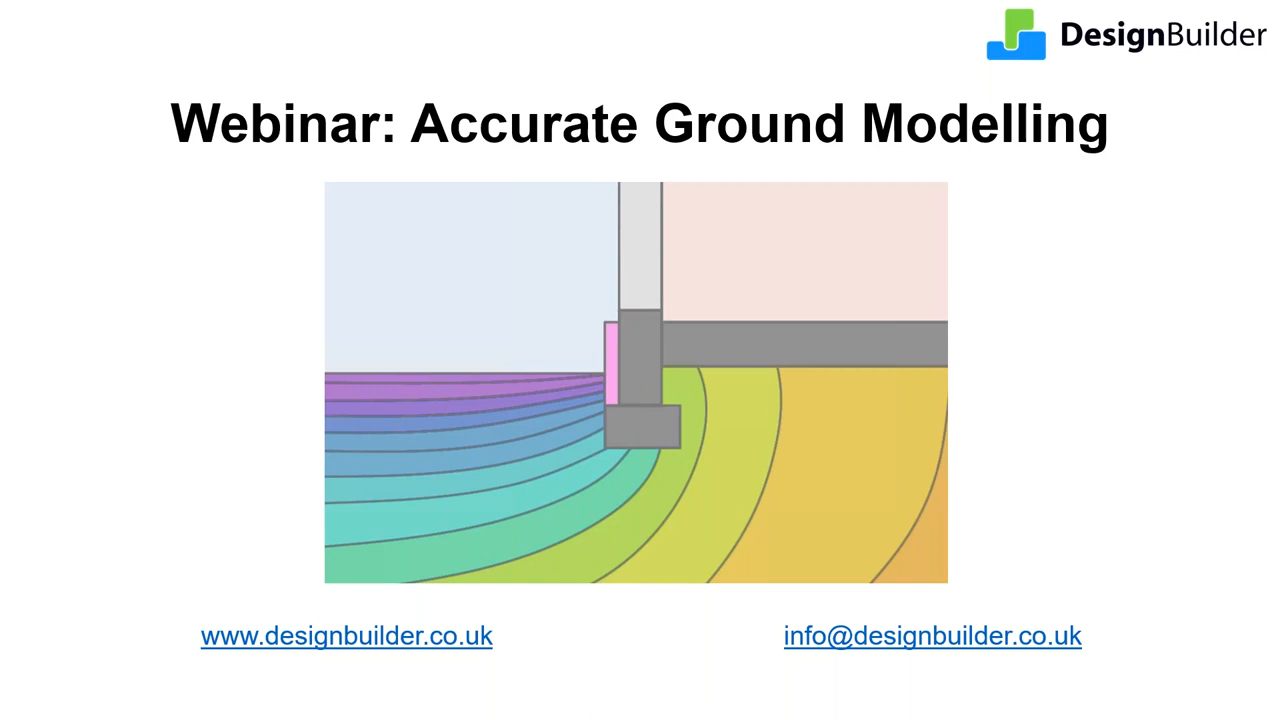 DesignBuilder
Webinar: Accurate Ground Modelling
www.designbuilder.co.uk
info@designbuilder.co.uk